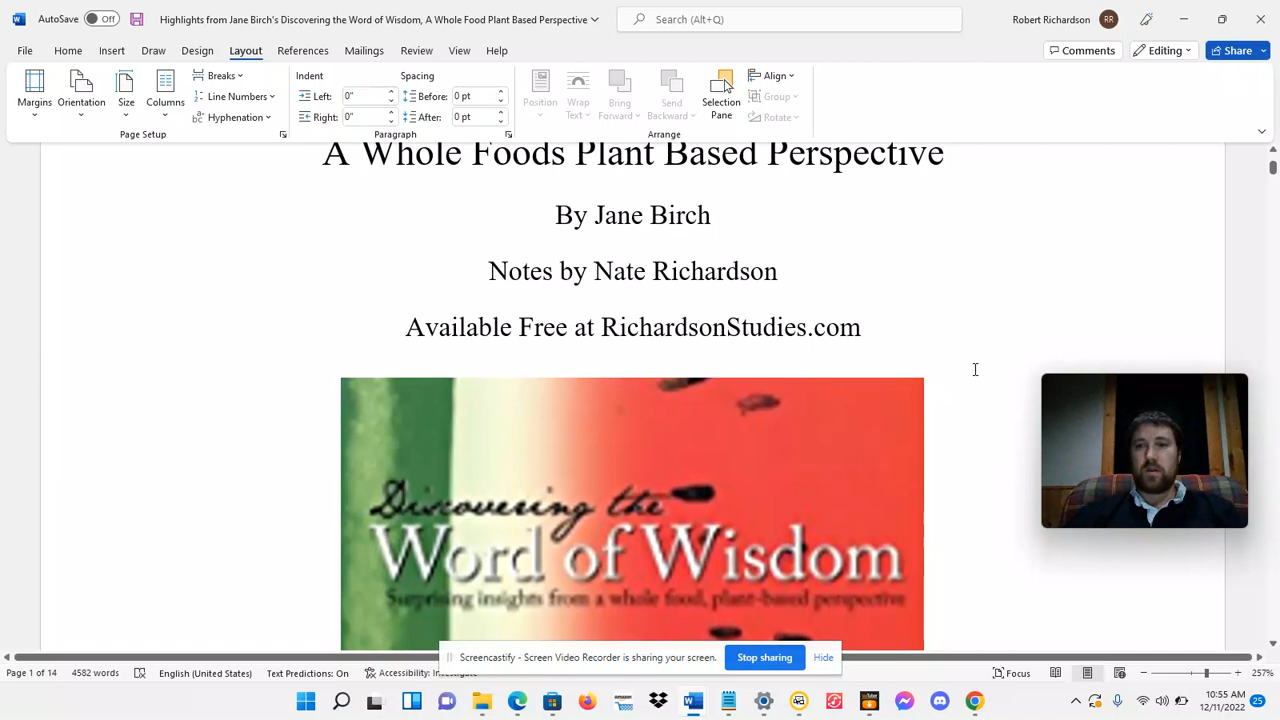 AutoSave Off Highlights from Jane Birch's Discovering the Word of Wisdom, A Whole Food Plant Based Perspective Search (Alt+Q) Robert Richardson RR
File Home Insert Draw Design Layout References Mailings Review View Help Comments Editing Share
Margins Orientation Size Columns Breaks Line Numbers Hyphenation
Page Setup
Indent Spacing
Left: 0" Before: 0 pt
Right: 0" After: 0 pt
Paragraph
Position Wrap Text Bring Forward Send Backward Selection Pane Align Group Rotate
Arrange
A Whole Foods Plant Based Perspective
By Jane Birch
Notes by Nate Richardson
Available Free at RichardsonStudies.com
Discovering the
Word of Wisdom
Surprising insights from a whole food, plant-based perspective
Screencastify - Screen Video Recorder is sharing your screen. Stop sharing Hide
Page 1 of 14 4582 words English (United States) Text Predictions: On Accessibility: Investigate Focus 257%
10:55 AM
12/11/2022 25